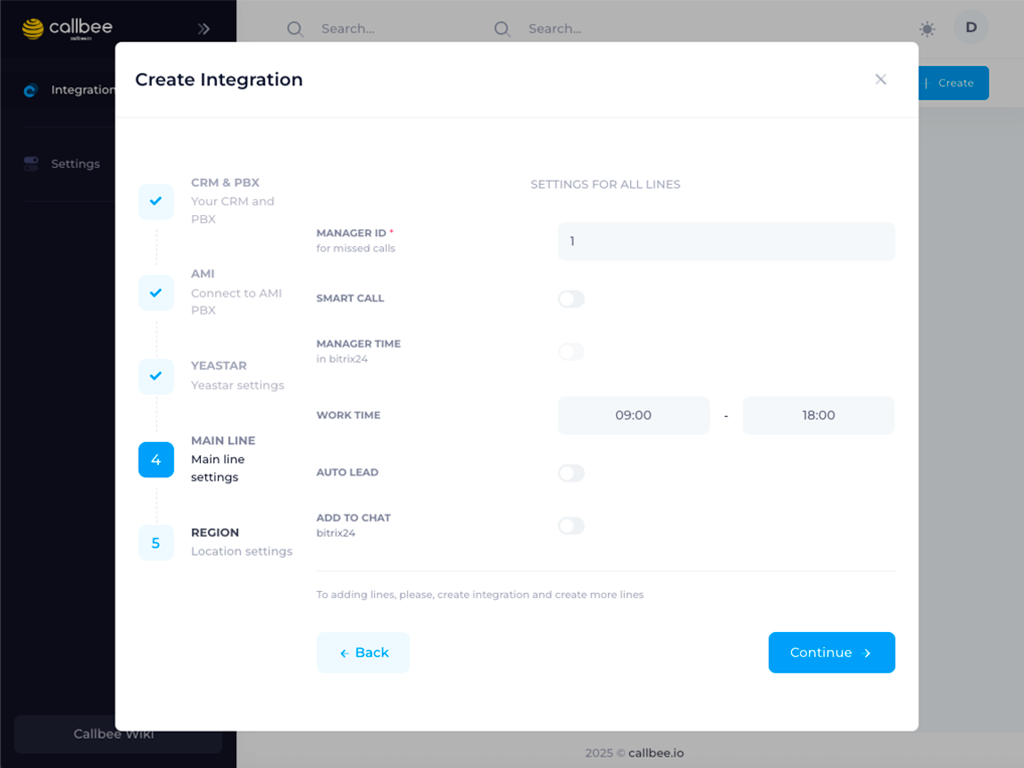 callbee
callbee.io
Search...
Search...
D
Integration
Create
Settings
Create Integration
CRM & PBX
Your CRM and
PBX
AMI
Connect to AMI
PBX
YEASTAR
Yeastar settings
4
MAIN LINE
Main line
settings
5
REGION
Location settings
SETTINGS FOR ALL LINES
MANAGER ID *
for missed calls
1
SMART CALL
MANAGER TIME
in bitrix24
WORK TIME
09:00 - 18:00
AUTO LEAD
ADD TO CHAT
bitrix24
To adding lines, please, create integration and create more lines
← Back
Continue →
Callbee Wiki
2025 © callbee.io